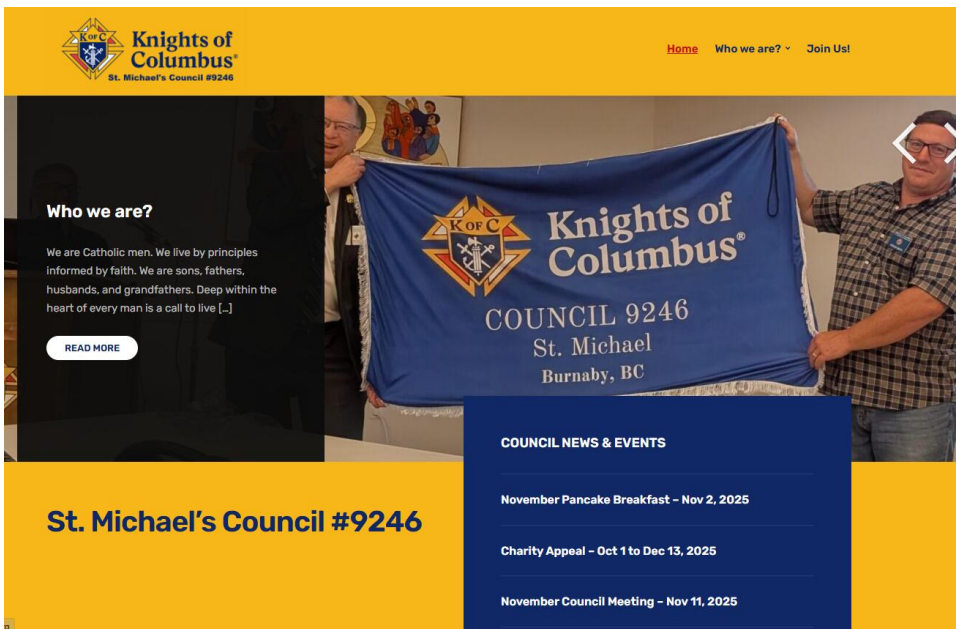 K OF C
Knights of
Columbus®
St. Michael's Council #9246
Home Who we are? Join Us!
Who we are?
We are Catholic men. We live by principles
informed by faith. We are sons, fathers,
husbands, and grandfathers. Deep within the
heart of every man is a call to live [...]
READ MORE
K OF C
Knights of
Columbus®
COUNCIL 9246
St. Michael
Burnaby, BC
COUNCIL NEWS & EVENTS
November Pancake Breakfast – Nov 2, 2025
Charity Appeal – Oct 1 to Dec 13, 2025
November Council Meeting – Nov 11, 2025
St. Michael's Council #9246